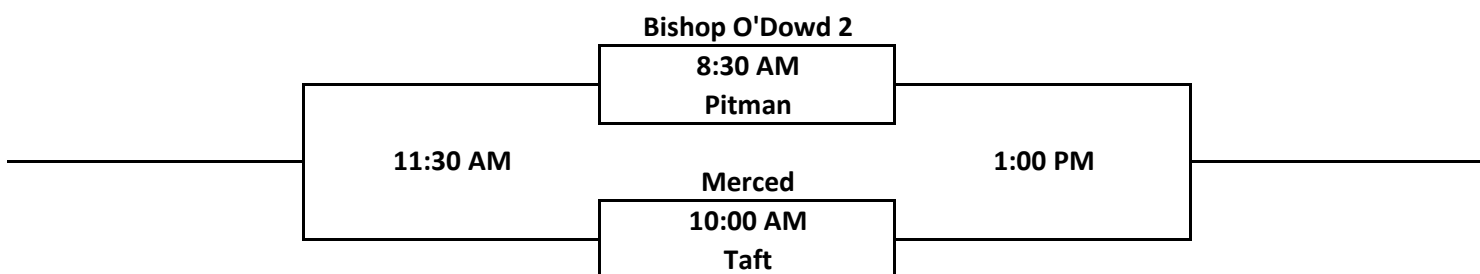 Bishop O'Dowd 2
8:30 AM
Pitman
11:30 AM
1:00 PM
Merced
10:00 AM
Taft